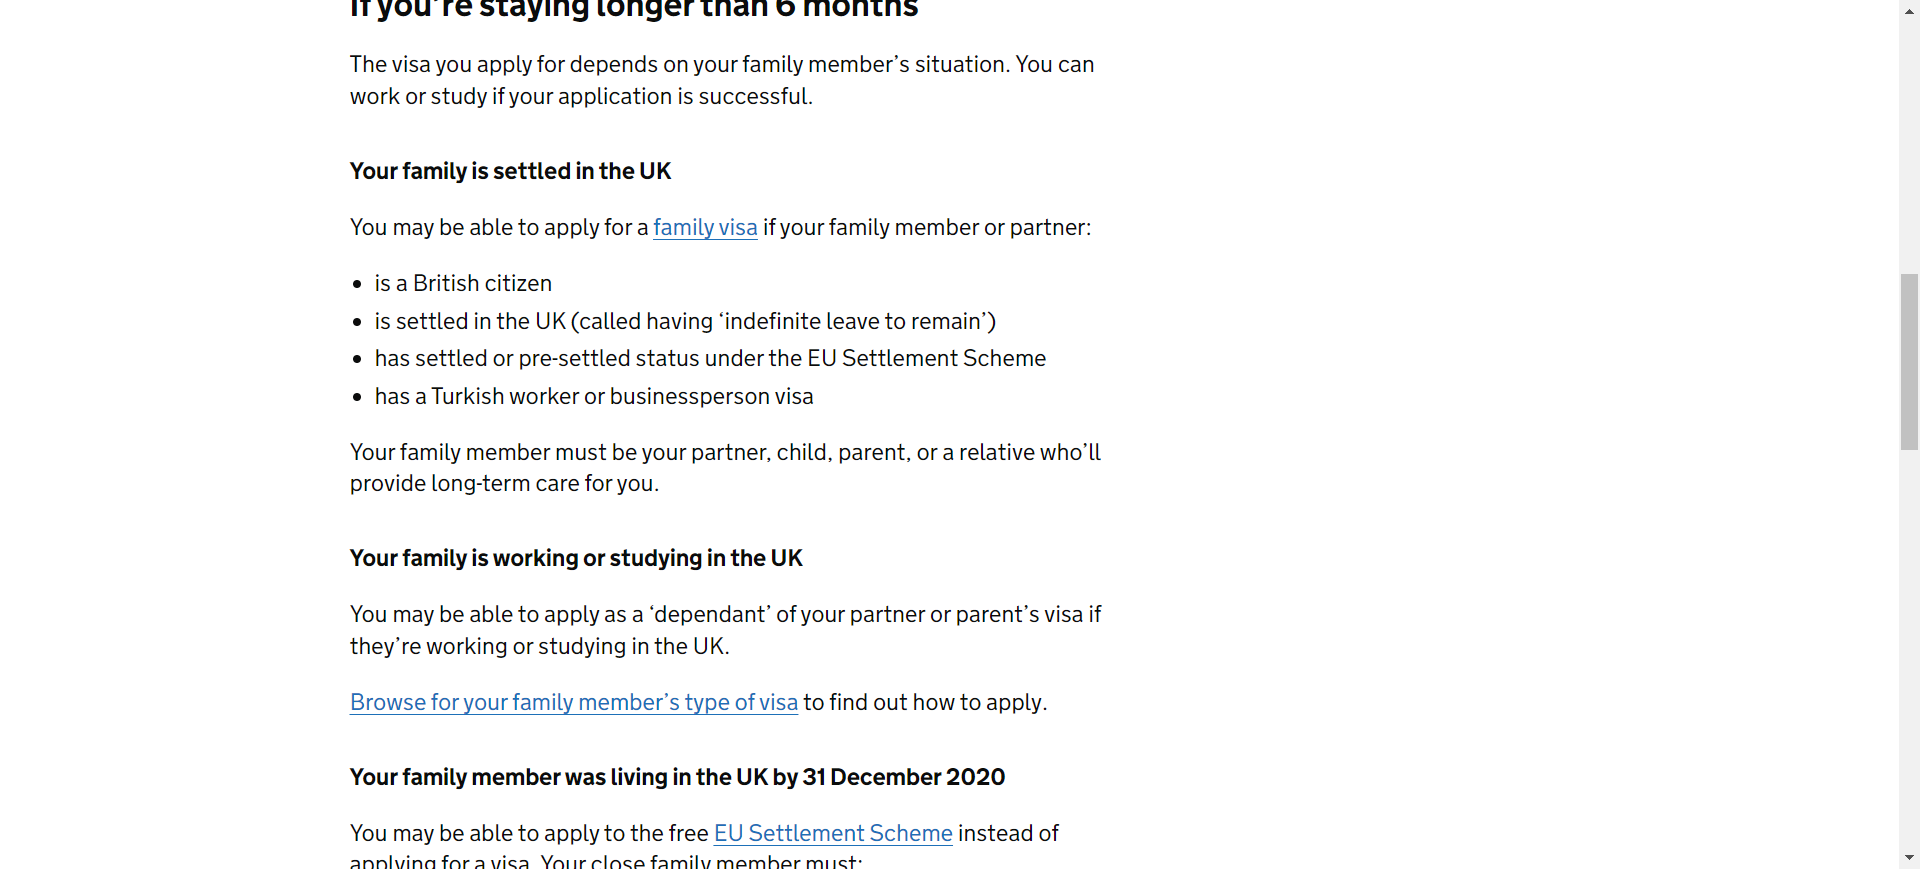 If you’re staying longer than 6 months
The visa you apply for depends on your family member’s situation. You can
work or study if your application is successful.
Your family is settled in the UK
You may be able to apply for a family visa if your family member or partner:
• is a British citizen
• is settled in the UK (called having ‘indefinite leave to remain’)
• has settled or pre-settled status under the EU Settlement Scheme
• has a Turkish worker or businessperson visa
Your family member must be your partner, child, parent, or a relative who’ll
provide long-term care for you.
Your family is working or studying in the UK
You may be able to apply as a ‘dependant’ of your partner or parent’s visa if
they’re working or studying in the UK.
Browse for your family member’s type of visa to find out how to apply.
Your family member was living in the UK by 31 December 2020
You may be able to apply to the free EU Settlement Scheme instead of
applying for a visa. Your close family member must: